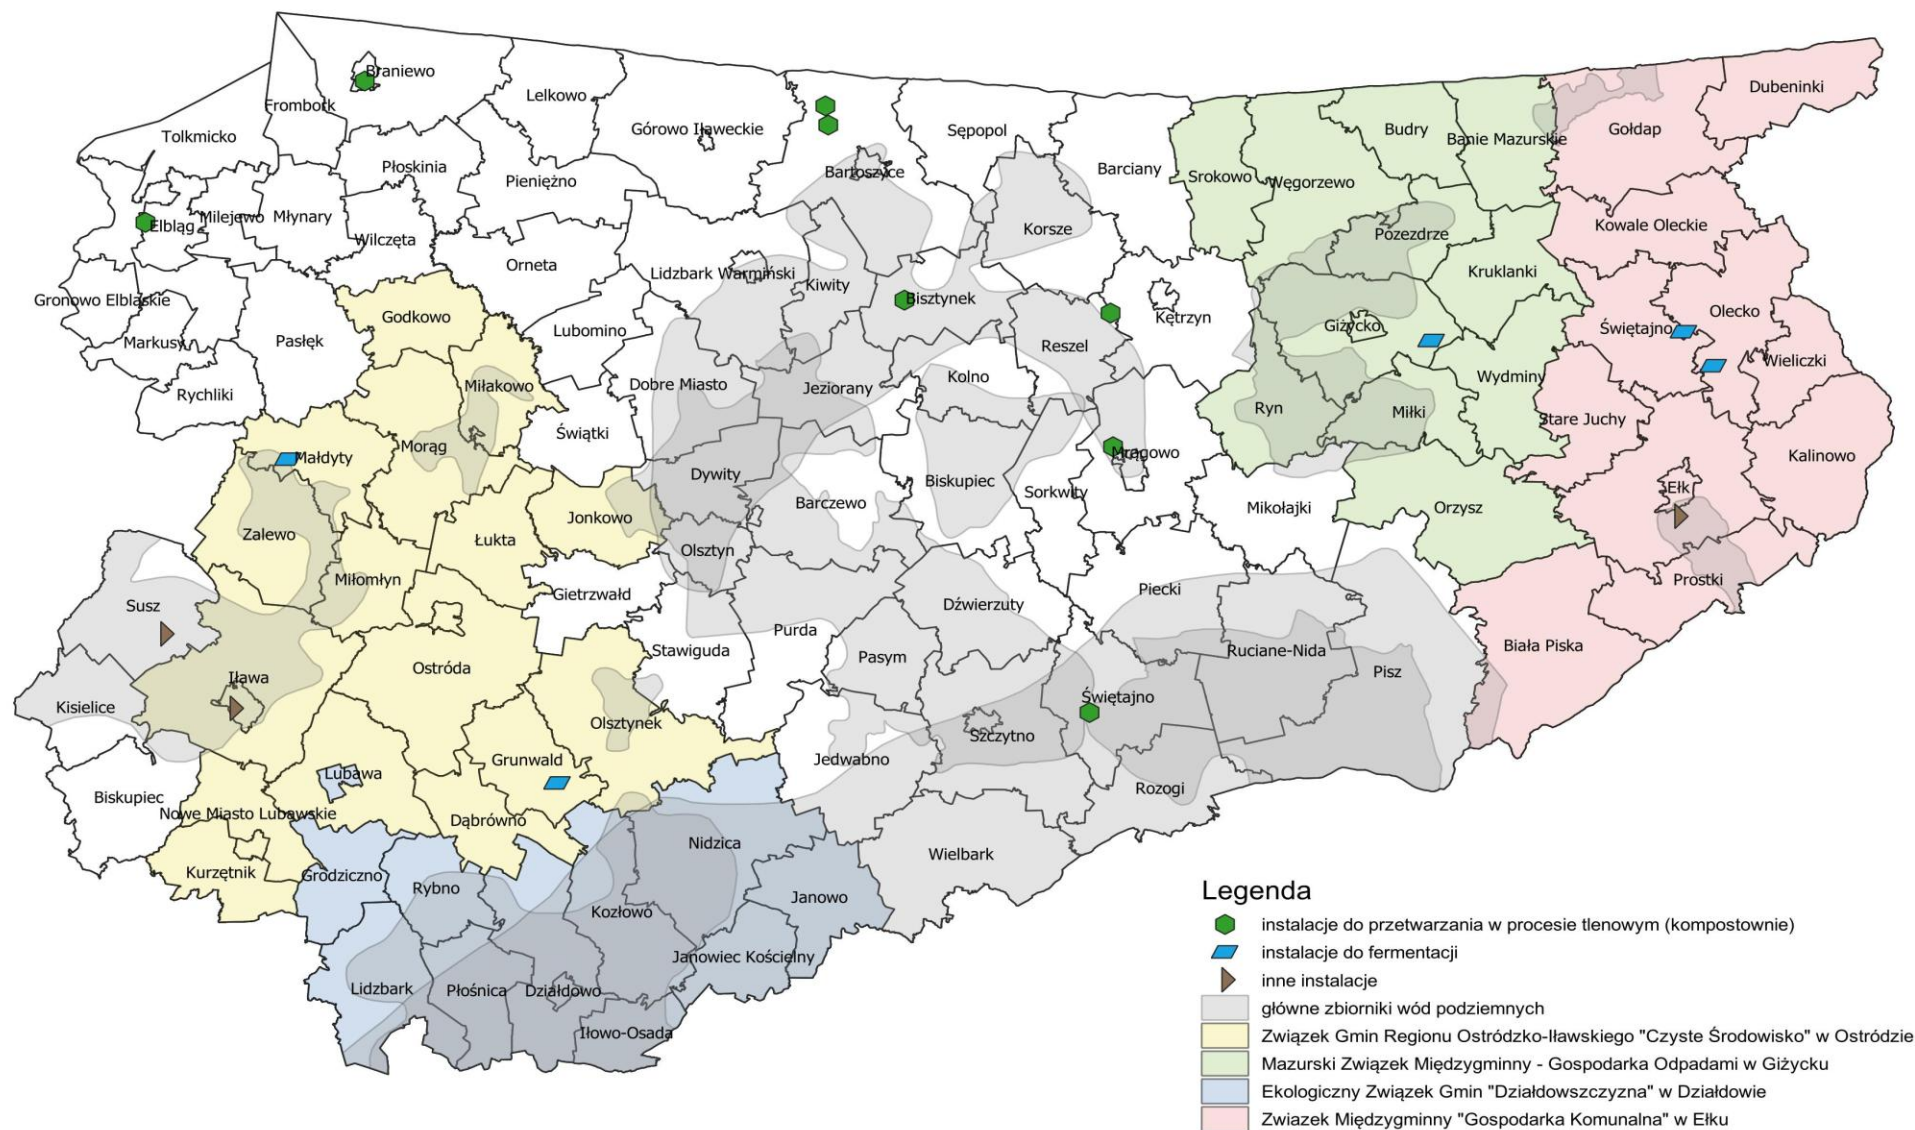 Braniewo
Lelkowo
Frombork
Tolkmicko
Górowo Iławeckie
Sępopol
Budry
Banie Mazurskie
Gołdap
Dubeninki
Płoskinia
Pieniężno
Bartoszyce
Barciany
Srokowo
Węgorzewo
Elbląg
Milejewo
Młynary
Wilczęta
Korsze
Pozezdrze
Kowale Oleckie
Orneta
Lidzbark Warmiński
Kiwity
Kruklanki
Gronowo Elbląskie
Godkowo
Bisztynek
Kętrzyn
Giżycko
Świętajno
Olecko
Markusy
Pasłęk
Lubomino
Reszel
Wieliczki
Rychliki
Miłakowo
Dobre Miasto
Jeziorany
Kolno
Wydminy
Ryn
Miłki
Stare Juchy
Świątki
Morąg
Małdyty
Mrągowo
Kalinowo
Dywity
Biskupiec
Barczewo
Sorkwity
Mikołajki
Orzysz
Ełk
Zalewo
Jonkowo
Łukta
Olsztyn
Miłomłyn
Gietrzwałd
Susz
Dźwierzuty
Piecki
Prostki
Purda
Ostróda
Stawiguda
Pasym
Ruciane-Nida
Pisz
Biała Piska
Iława
Kisielice
Świętajno
Olsztynek
Szczytno
Grunwald
Jedwabno
Lubawa
Rozogi
Biskupiec
Nowe Miasto Lubawskie
Dąbrówno
Nidzica
Wielbark
Kurzętnik
Grodziczno
Rybno
Janowo
Kozłowo
Janowiec Kościelny
Lidzbark
Płośnica
Działdowo
Iłowo-Osada
Legenda
instalacje do przetwarzania w procesie tlenowym (kompostownie)
instalacje do fermentacji
inne instalacje
główne zbiorniki wód podziemnych
Związek Gmin Regionu Ostródzko-Iławskiego "Czyste Środowisko" w Ostródzie
Mazurski Związek Międzygminny - Gospodarka Odpadami w Giżycku
Ekologiczny Związek Gmin "Działdowszczyzna" w Działdowie
Zwiazek Międzygminny "Gospodarka Komunalna" w Ełku